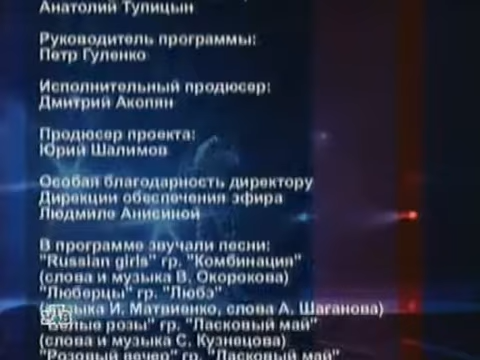 Анатолий Тупицын
Руководитель программы:
Петр Гуленко
Исполнительный продюсер:
Дмитрий Акопян
Продюсер проекта:
Юрий Шалимов
Особая благодарность директору
Дирекции обеспечения эфира
Людмиле Анисиной
В программе звучали песни:
"Russian girls" гр. "Комбинация"
(слова и музыка В. Окорокова)
"Люберцы" гр. "Любэ"
(музыка И. Матвиенко, слова А. Шаганова)
"Белые розы" гр. "Ласковый май"
(слова и музыка С. Кузнецова)
"Розовый вечер" гр. "Ласковый май"